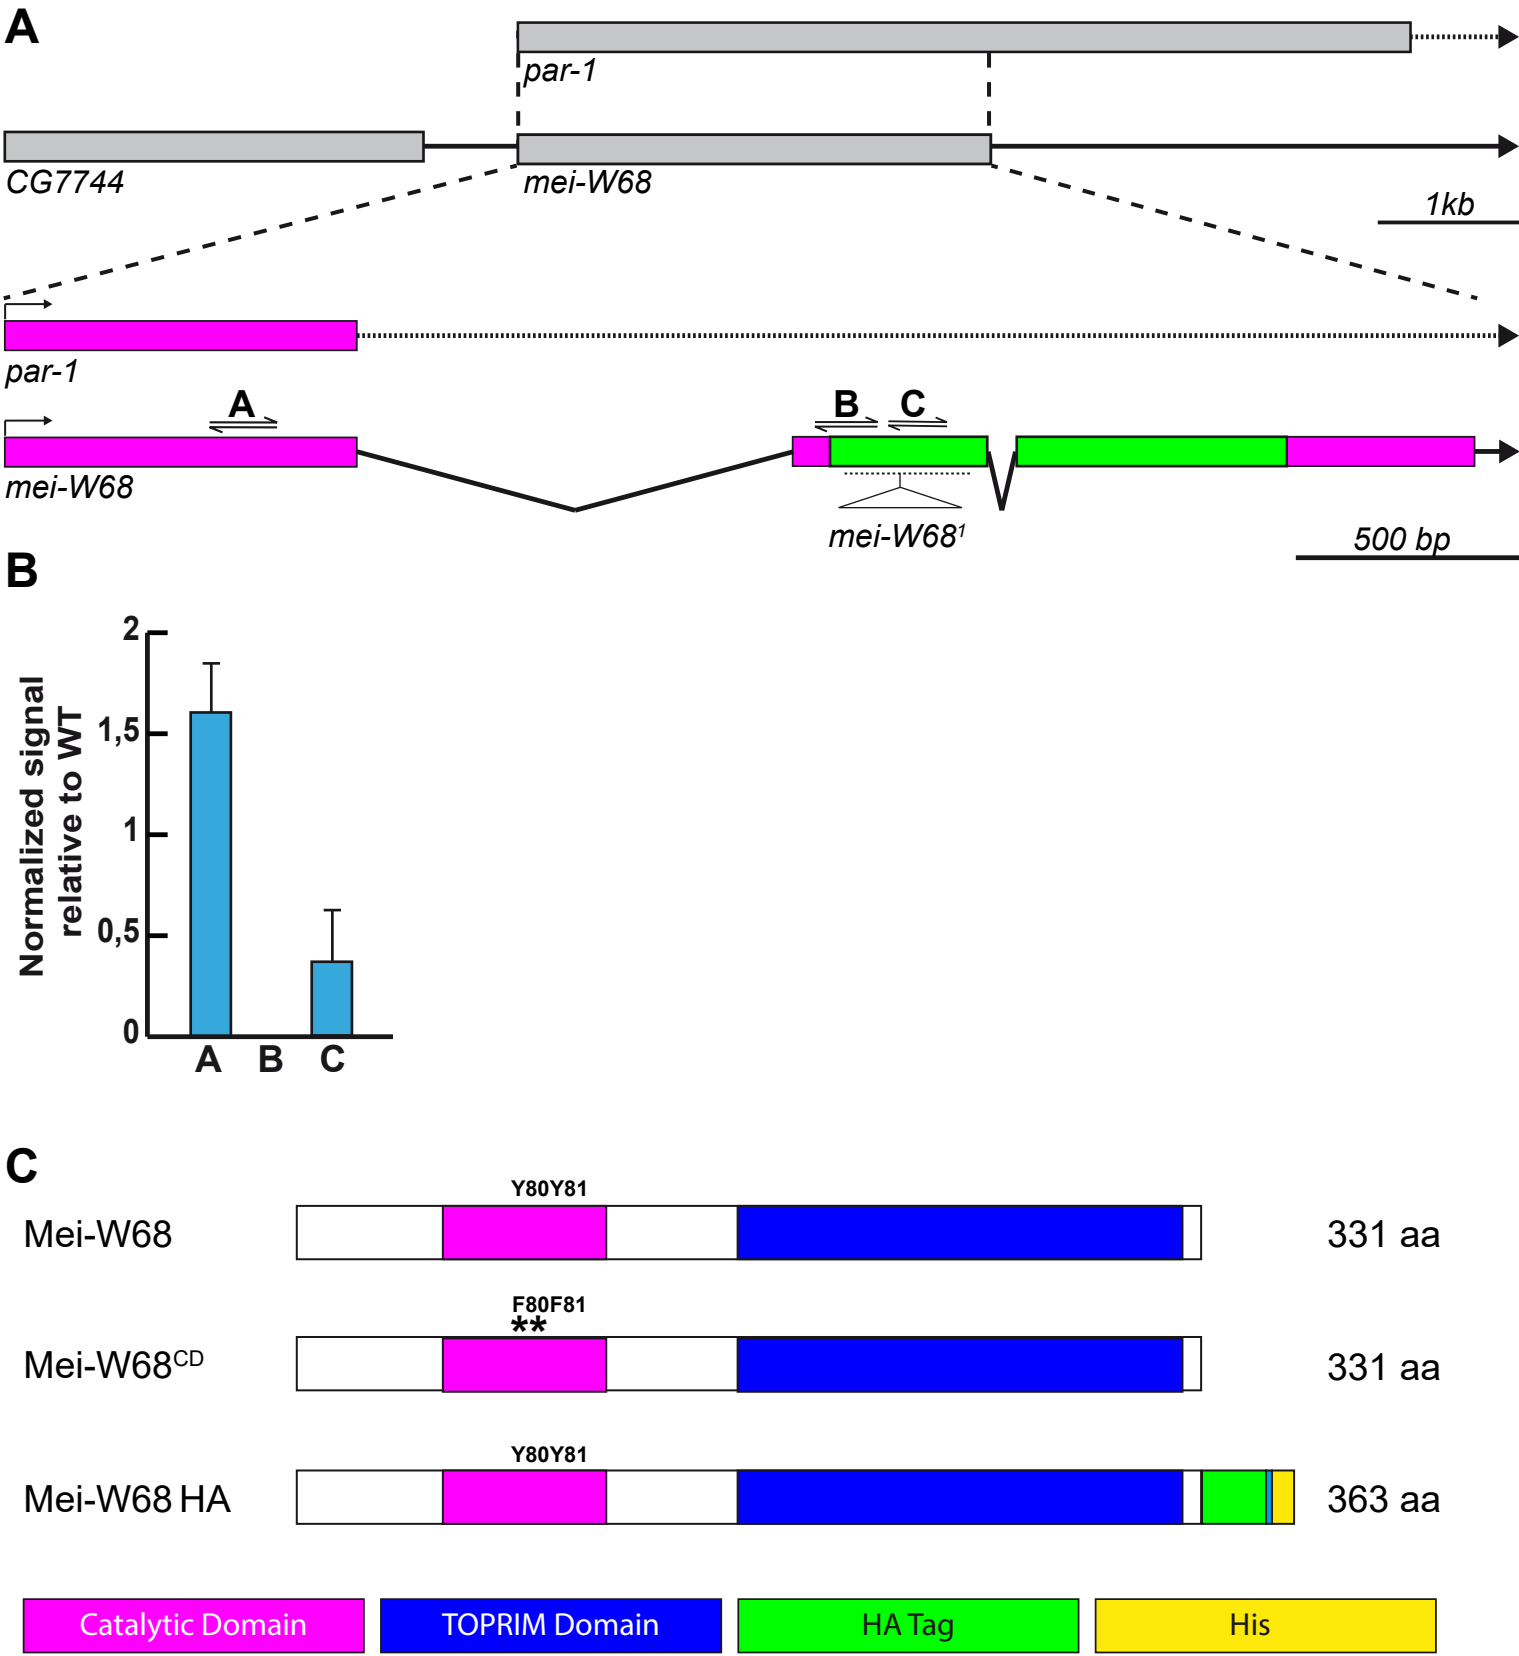 A
par-1
CG7744
mei-W68
1kb
par-1
A
B
C
mei-W68
mei-W68¹
500 bp
B
Normalized signal
relative to WT
2
1,5
1
0,5
0
A B C
C
Y80Y81
Mei-W68
331 aa
F80F81
**
Mei-W68CD
331 aa
Y80Y81
Mei-W68 HA
363 aa
Catalytic Domain
TOPRIM Domain
HA Tag
His